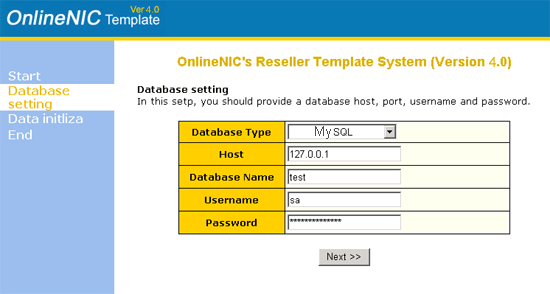 OnlineNIC Ver 4.0
Template
Start
Database
setting
Data initliza
End
OnlineNIC's Reseller Template System (Version 4.0)
Database setting
In this setp, you should provide a database host, port, username and password.
Database Type My SQL
Host 127.0.0.1
Database Name test
Username sa
Password **************
Next >>